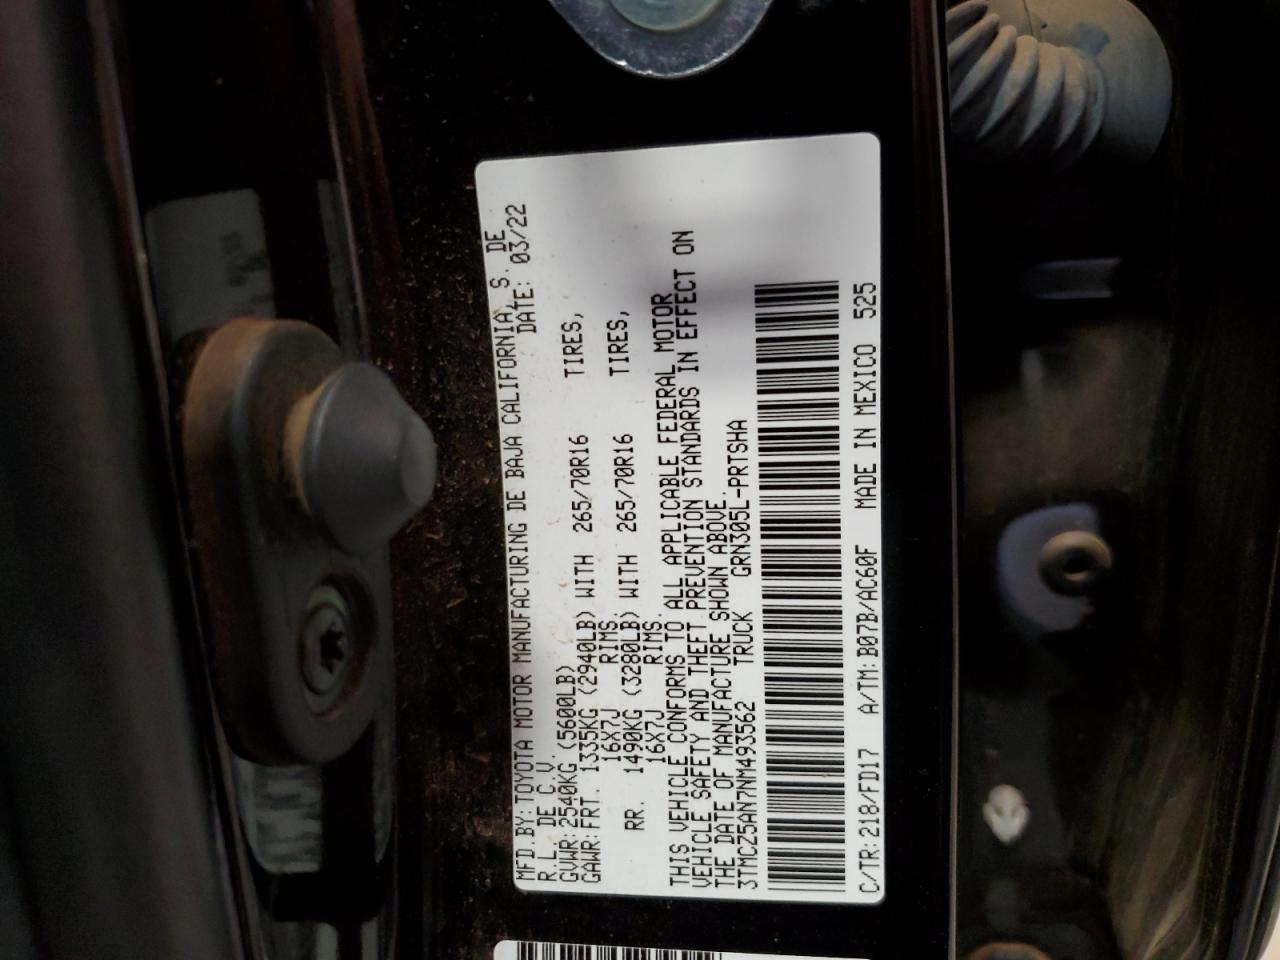 MFD.BY:TOYOTA MOTOR MANUFACTURING DE BAJA CALIFORNIA, S. DE
R.L. DE C.V. DATE: 03/22
GVWR:2540KG (5600LB)
GAWR:FRT. 1335KG (2940LB) WITH 265/70R16 TIRES,
16X7J RIMS.
RR. 1490KG (3280LB) WITH 265/70R16 TIRES,
16X7J RIMS.
THIS VEHICLE CONFORMS TO ALL APPLICABLE FEDERAL MOTOR
VEHICLE SAFETY AND THEFT PREVENTION STANDARDS IN EFFECT ON
THE DATE OF MANUFACTURE SHOWN ABOVE.
3TMCZ5AN7NM493562 TRUCK GRN305L-PRTSHA
C/TR:218/FD17 A/TM:B07B/AC60F MADE IN MEXICO 525